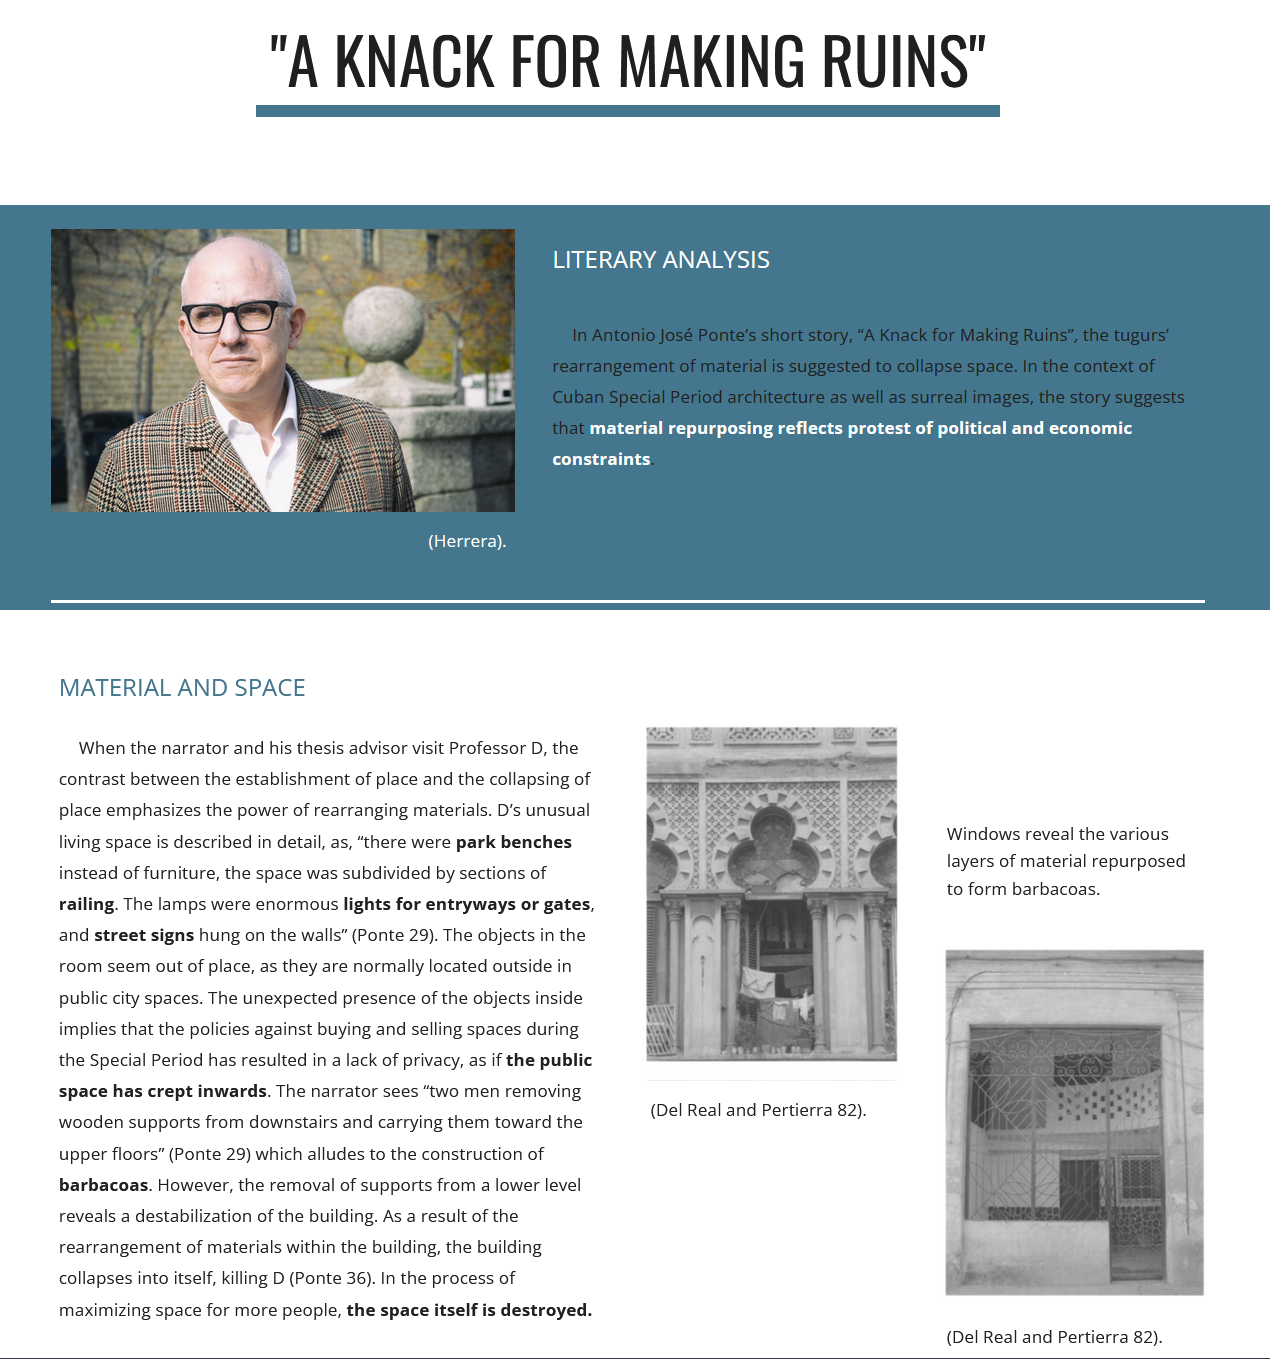 "A KNACK FOR MAKING RUINS"
LITERARY ANALYSIS
In Antonio José Ponte’s short story, “A Knack for Making Ruins”, the tugurs’
rearrangement of material is suggested to collapse space. In the context of
Cuban Special Period architecture as well as surreal images, the story suggests
that material repurposing reflects protest of political and economic
constraints.
(Herrera).
MATERIAL AND SPACE
When the narrator and his thesis advisor visit Professor D, the
contrast between the establishment of place and the collapsing of
place emphasizes the power of rearranging materials. D’s unusual
living space is described in detail, as, “there were park benches
instead of furniture, the space was subdivided by sections of
railing. The lamps were enormous lights for entryways or gates,
and street signs hung on the walls” (Ponte 29). The objects in the
room seem out of place, as they are normally located outside in
public city spaces. The unexpected presence of the objects inside
implies that the policies against buying and selling spaces during
the Special Period has resulted in a lack of privacy, as if the public
space has crept inwards. The narrator sees “two men removing
wooden supports from downstairs and carrying them toward the
upper floors” (Ponte 29) which alludes to the construction of
barbacoas. However, the removal of supports from a lower level
reveals a destabilization of the building. As a result of the
rearrangement of materials within the building, the building
collapses into itself, killing D (Ponte 36). In the process of
maximizing space for more people, the space itself is destroyed.
(Del Real and Pertierra 82).
Windows reveal the various
layers of material repurposed
to form barbacoas.
(Del Real and Pertierra 82).